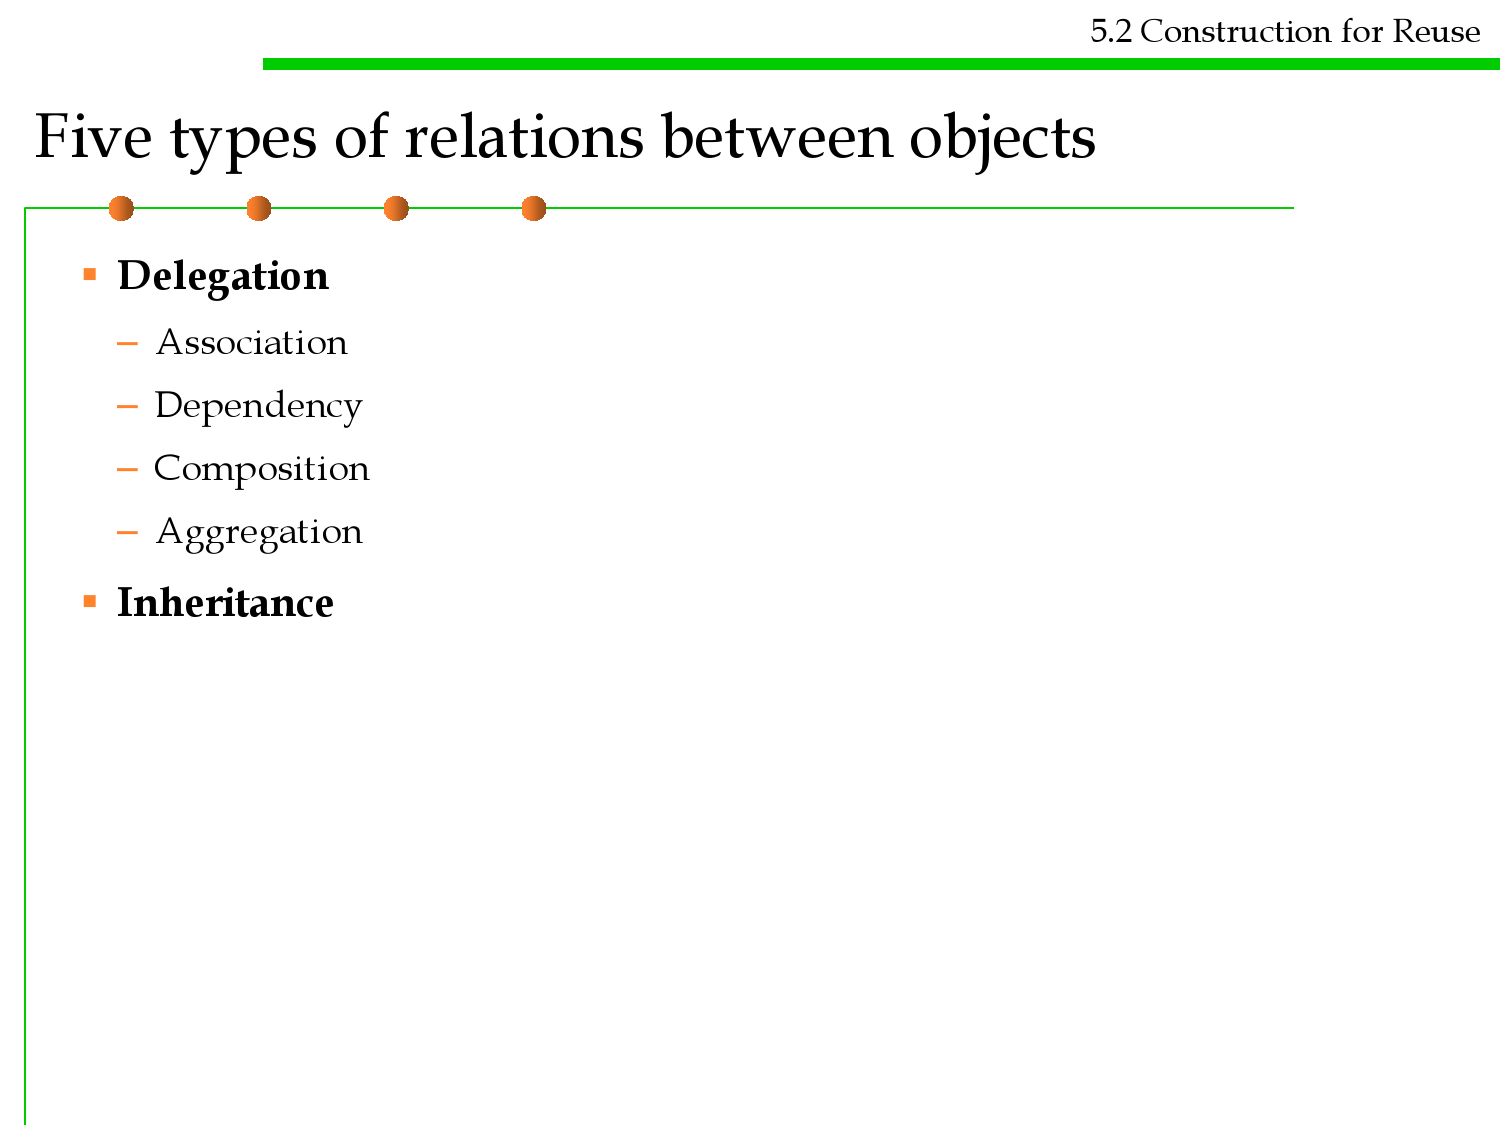 5.2 Construction for Reuse
Five types of relations between objects
▪ Delegation
– Association
– Dependency
– Composition
– Aggregation
▪ Inheritance